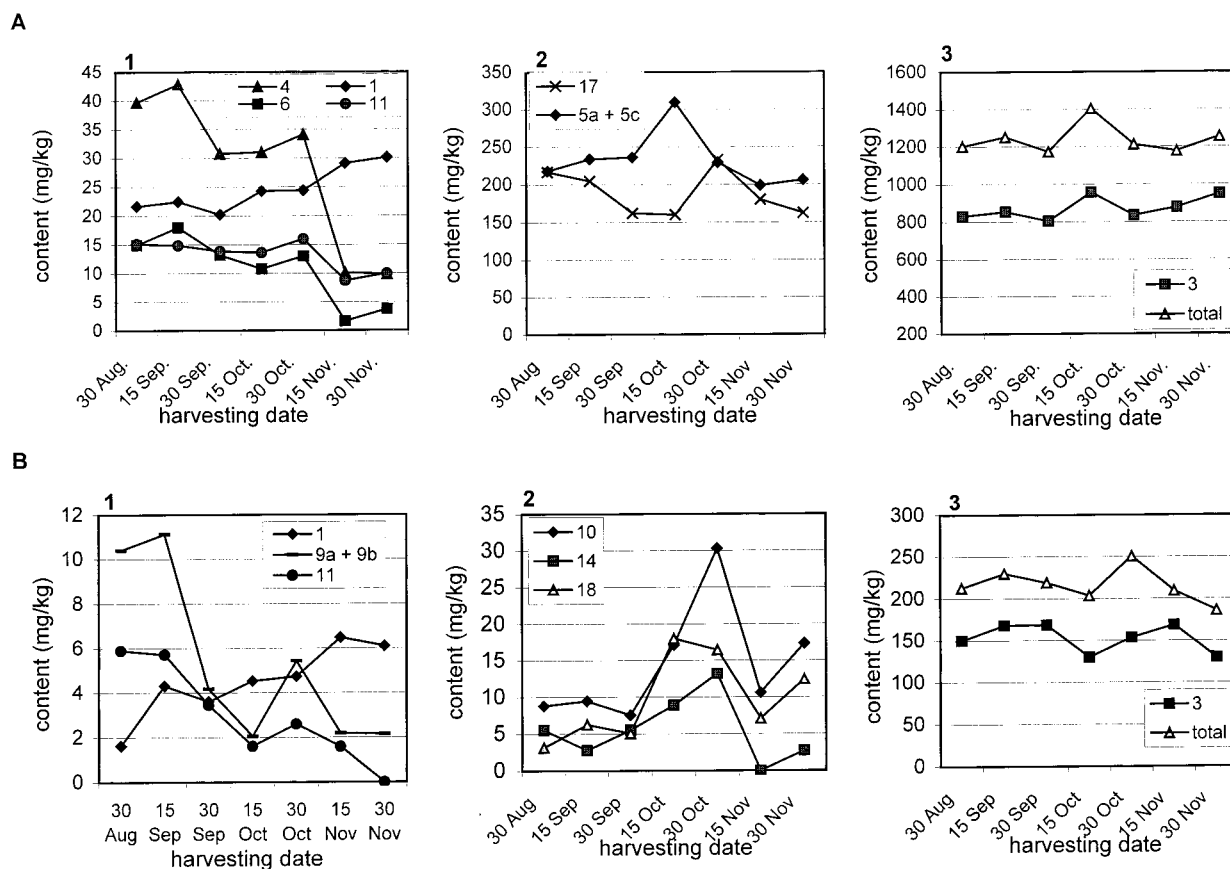 A
1
45
40
35
30
25
20
15
10
5
0
content (mg/kg)
4
1
6
11
30 Aug.
15 Sep.
30 Sep.
15 Oct.
30 Oct.
15 Nov.
30 Nov.
harvesting date
2
350
300
250
200
150
100
50
0
content (mg/kg)
17
5a + 5c
30 Aug
15 Sep
30 Sep
15 Oct
30 Oct
15 Nov
30 Nov
harvesting date
3
1600
1400
1200
1000
800
600
400
200
content (mg/kg)
3
total
30 Aug.
15 Sep.
30 Sep.
15 Oct.
30 Oct.
15 Nov.
30 Nov.
harvesting date
B
1
12
10
8
6
4
2
0
content (mg/kg)
1
9a + 9b
11
30 15 30 15 30 15 30
Aug Sep Sep Oct Oct Nov Nov
harvesting date
2
35
30
25
20
15
10
5
0
content (mg/kg)
10
14
18
30 Aug
15 Sep
30 Sep
15 Oct
30 Oct
15 Nov
30 Nov
harvesting date
3
300
250
200
150
100
50
0
content (mg/kg)
3
total
30 Aug
15 Sep
30 Sep
15 Oct
30 Oct
15 Nov
30 Nov
harvesting date